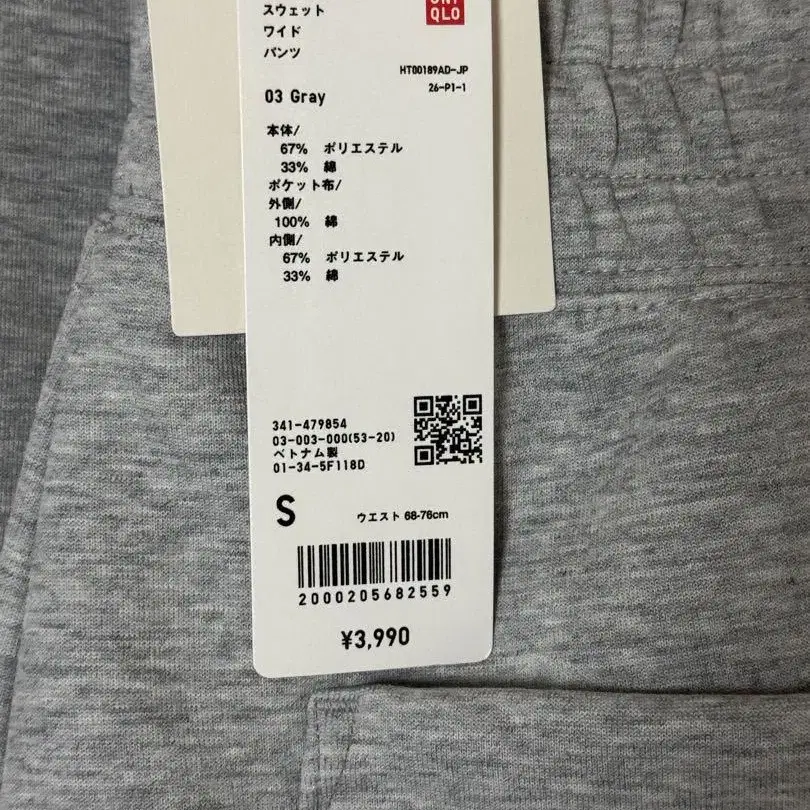 スウェット
ワイド
パンツ
UNI
QLO
HT00189AD-JP
26-P1-1
03 Gray
本体/
67% ポリエステル
33% 綿
ポケット布/
外側/
100% 綿
内側/
67% ポリエステル
33% 綿
341-479854
03-003-000(53-20)
ベトナム製
01-34-5F118D
S ウエスト 68-76cm
2000205682559
¥3,990